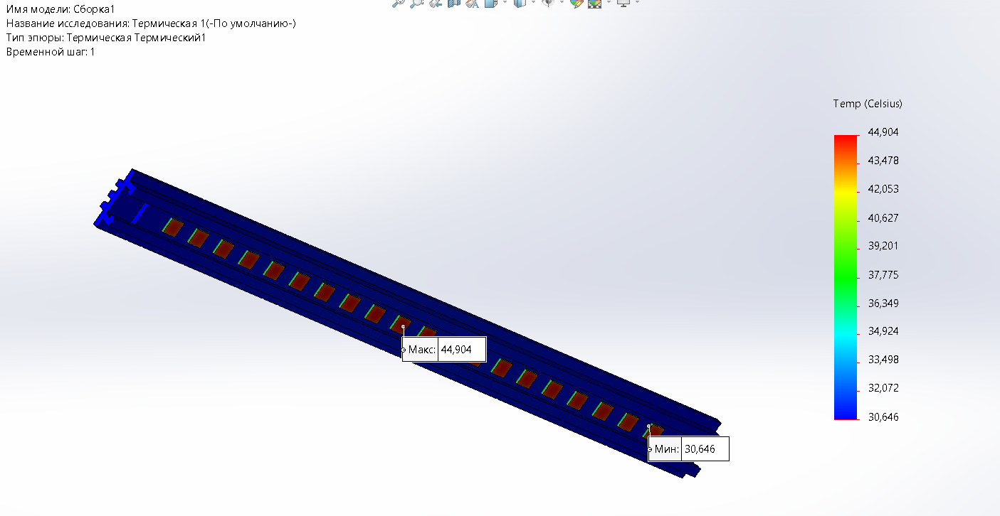 Имя модели: Сборка1
Название исследования: Термическая 1(-По умолчанию-)
Тип эпюры: Термическая Термический1
Временной шаг: 1
Temp (Celsius)
44,904
43,478
42,053
40,627
39,201
37,775
36,349
34,924
33,498
32,072
30,646
Макс: 44,904
Мин: 30,646